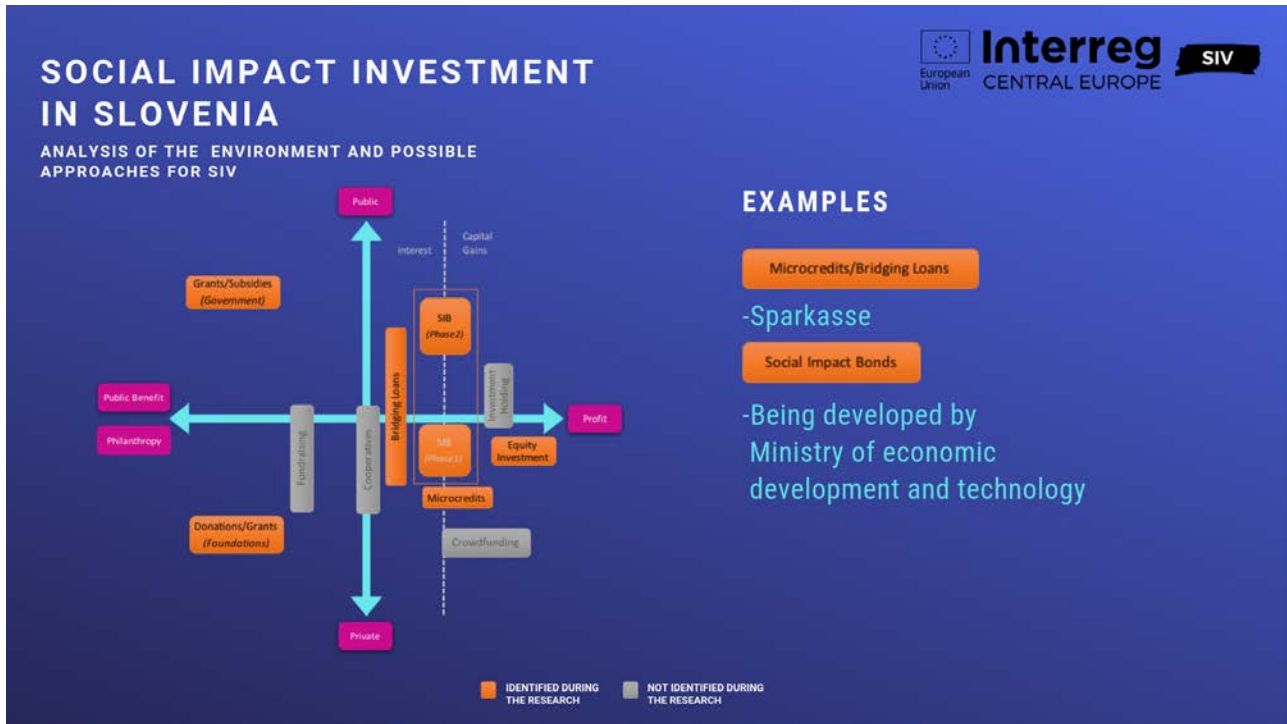 SOCIAL IMPACT INVESTMENT
IN SLOVENIA
ANALYSIS OF THE ENVIRONMENT AND POSSIBLE
APPROACHES FOR SIV
European
Union
Interreg
CENTRAL EUROPE
SIV
Public
Interest
Capital
Gains
Grants/Subsidies
(Government)
SIB
(Phase2)
Bridging Loans
Investment
Holding
Public Benefit
Philanthropy
Profit
Fundraising
Cooperatives
SIB
(Phase1)
Equity
Investment
Microcredits
Donations/Grants
(Foundations)
Crowdfunding
Private
EXAMPLES
Microcredits/Bridging Loans
-Sparkasse
Social Impact Bonds
-Being developed by
Ministry of economic
development and technology
IDENTIFIED DURING
THE RESEARCH
NOT IDENTIFIED DURING
THE RESEARCH